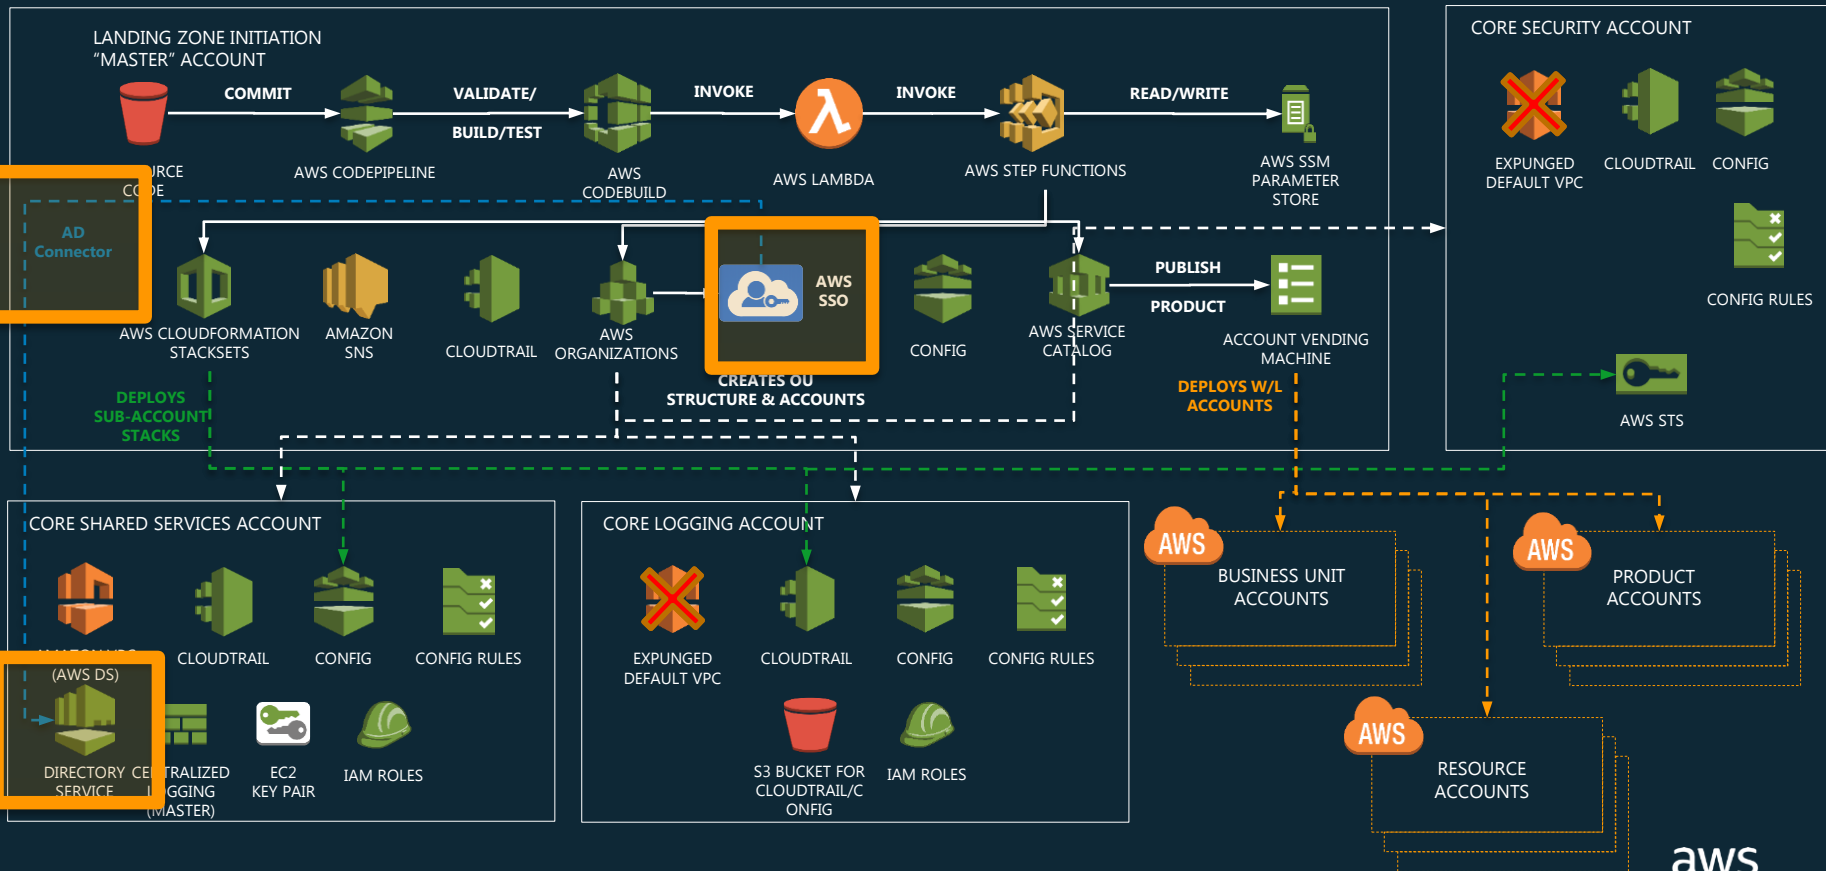 LANDING ZONE INITIATION
“MASTER” ACCOUNT
COMMIT
VALIDATE/
BUILD/TEST
INVOKE
INVOKE
READ/WRITE
CODE
AWS CODEPIPELINE
AWS
CODEBUILD
AWS LAMBDA
AWS STEP FUNCTIONS
AWS SSM
PARAMETER
STORE
AD
Connector
AWS CLOUDFORMATION
STACKSETS
AMAZON
SNS
CLOUDTRAIL
AWS
ORGANIZATIONS
AWS
SSO
CONFIG
AWS SERVICE
CATALOG
PUBLISH
PRODUCT
ACCOUNT VENDING
MACHINE
DEPLOYS
SUB-ACCOUNT
STACKS
CREATES OU
STRUCTURE & ACCOUNTS
DEPLOYS W/L
ACCOUNTS
CORE SECURITY ACCOUNT
EXPUNGED
DEFAULT VPC
CLOUDTRAIL
CONFIG
CONFIG RULES
AWS STS
CORE SHARED SERVICES ACCOUNT
(AWS DS)
CLOUDTRAIL
CONFIG
CONFIG RULES
DIRECTORY
SERVICE
CENTRALIZED
LOGGING
(MASTER)
EC2
KEY PAIR
IAM ROLES
CORE LOGGING ACCOUNT
EXPUNGED
DEFAULT VPC
CLOUDTRAIL
CONFIG
CONFIG RULES
S3 BUCKET FOR
CLOUDTRAIL/C
ONFIG
IAM ROLES
AWS
BUSINESS UNIT
ACCOUNTS
AWS
PRODUCT
ACCOUNTS
AWS
RESOURCE
ACCOUNTS
aws